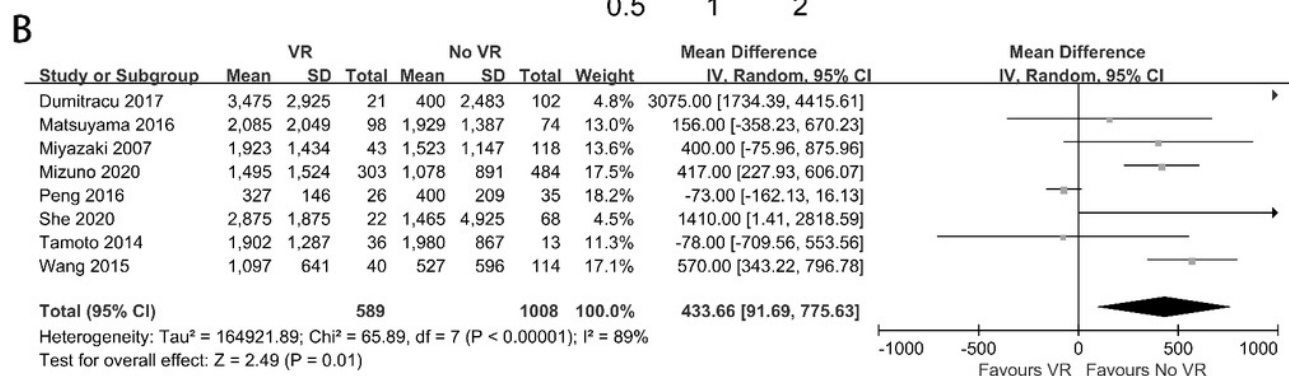 0.5 1 2
B
VR No VR Mean Difference Mean Difference
Study or Subgroup Mean SD Total Mean SD Total Weight IV, Random, 95% CI IV, Random, 95% CI
Dumitracu 2017 3,475 2,925 21 400 2,483 102 4.8% 3075.00 [1734.39, 4415.61]
Matsuyama 2016 2,085 2,049 98 1,929 1,387 74 13.0% 156.00 [-358.23, 670.23]
Miyazaki 2007 1,923 1,434 43 1,523 1,147 118 13.6% 400.00 [-75.96, 875.96]
Mizuno 2020 1,495 1,524 303 1,078 891 484 17.5% 417.00 [227.93, 606.07]
Peng 2016 327 146 26 400 209 35 18.2% -73.00 [-162.13, 16.13]
She 2020 2,875 1,875 22 1,465 4,925 68 4.5% 1410.00 [1.41, 2818.59]
Tamoto 2014 1,902 1,287 36 1,980 867 13 11.3% -78.00 [-709.56, 553.56]
Wang 2015 1,097 641 40 527 596 114 17.1% 570.00 [343.22, 796.78]
Total (95% CI) 589 1008 100.0% 433.66 [91.69, 775.63]
Heterogeneity: Tau² = 164921.89; Chi² = 65.89, df = 7 (P < 0.00001); I² = 89%
Test for overall effect: Z = 2.49 (P = 0.01)
-1000 -500 0 500 1000
Favours VR Favours No VR